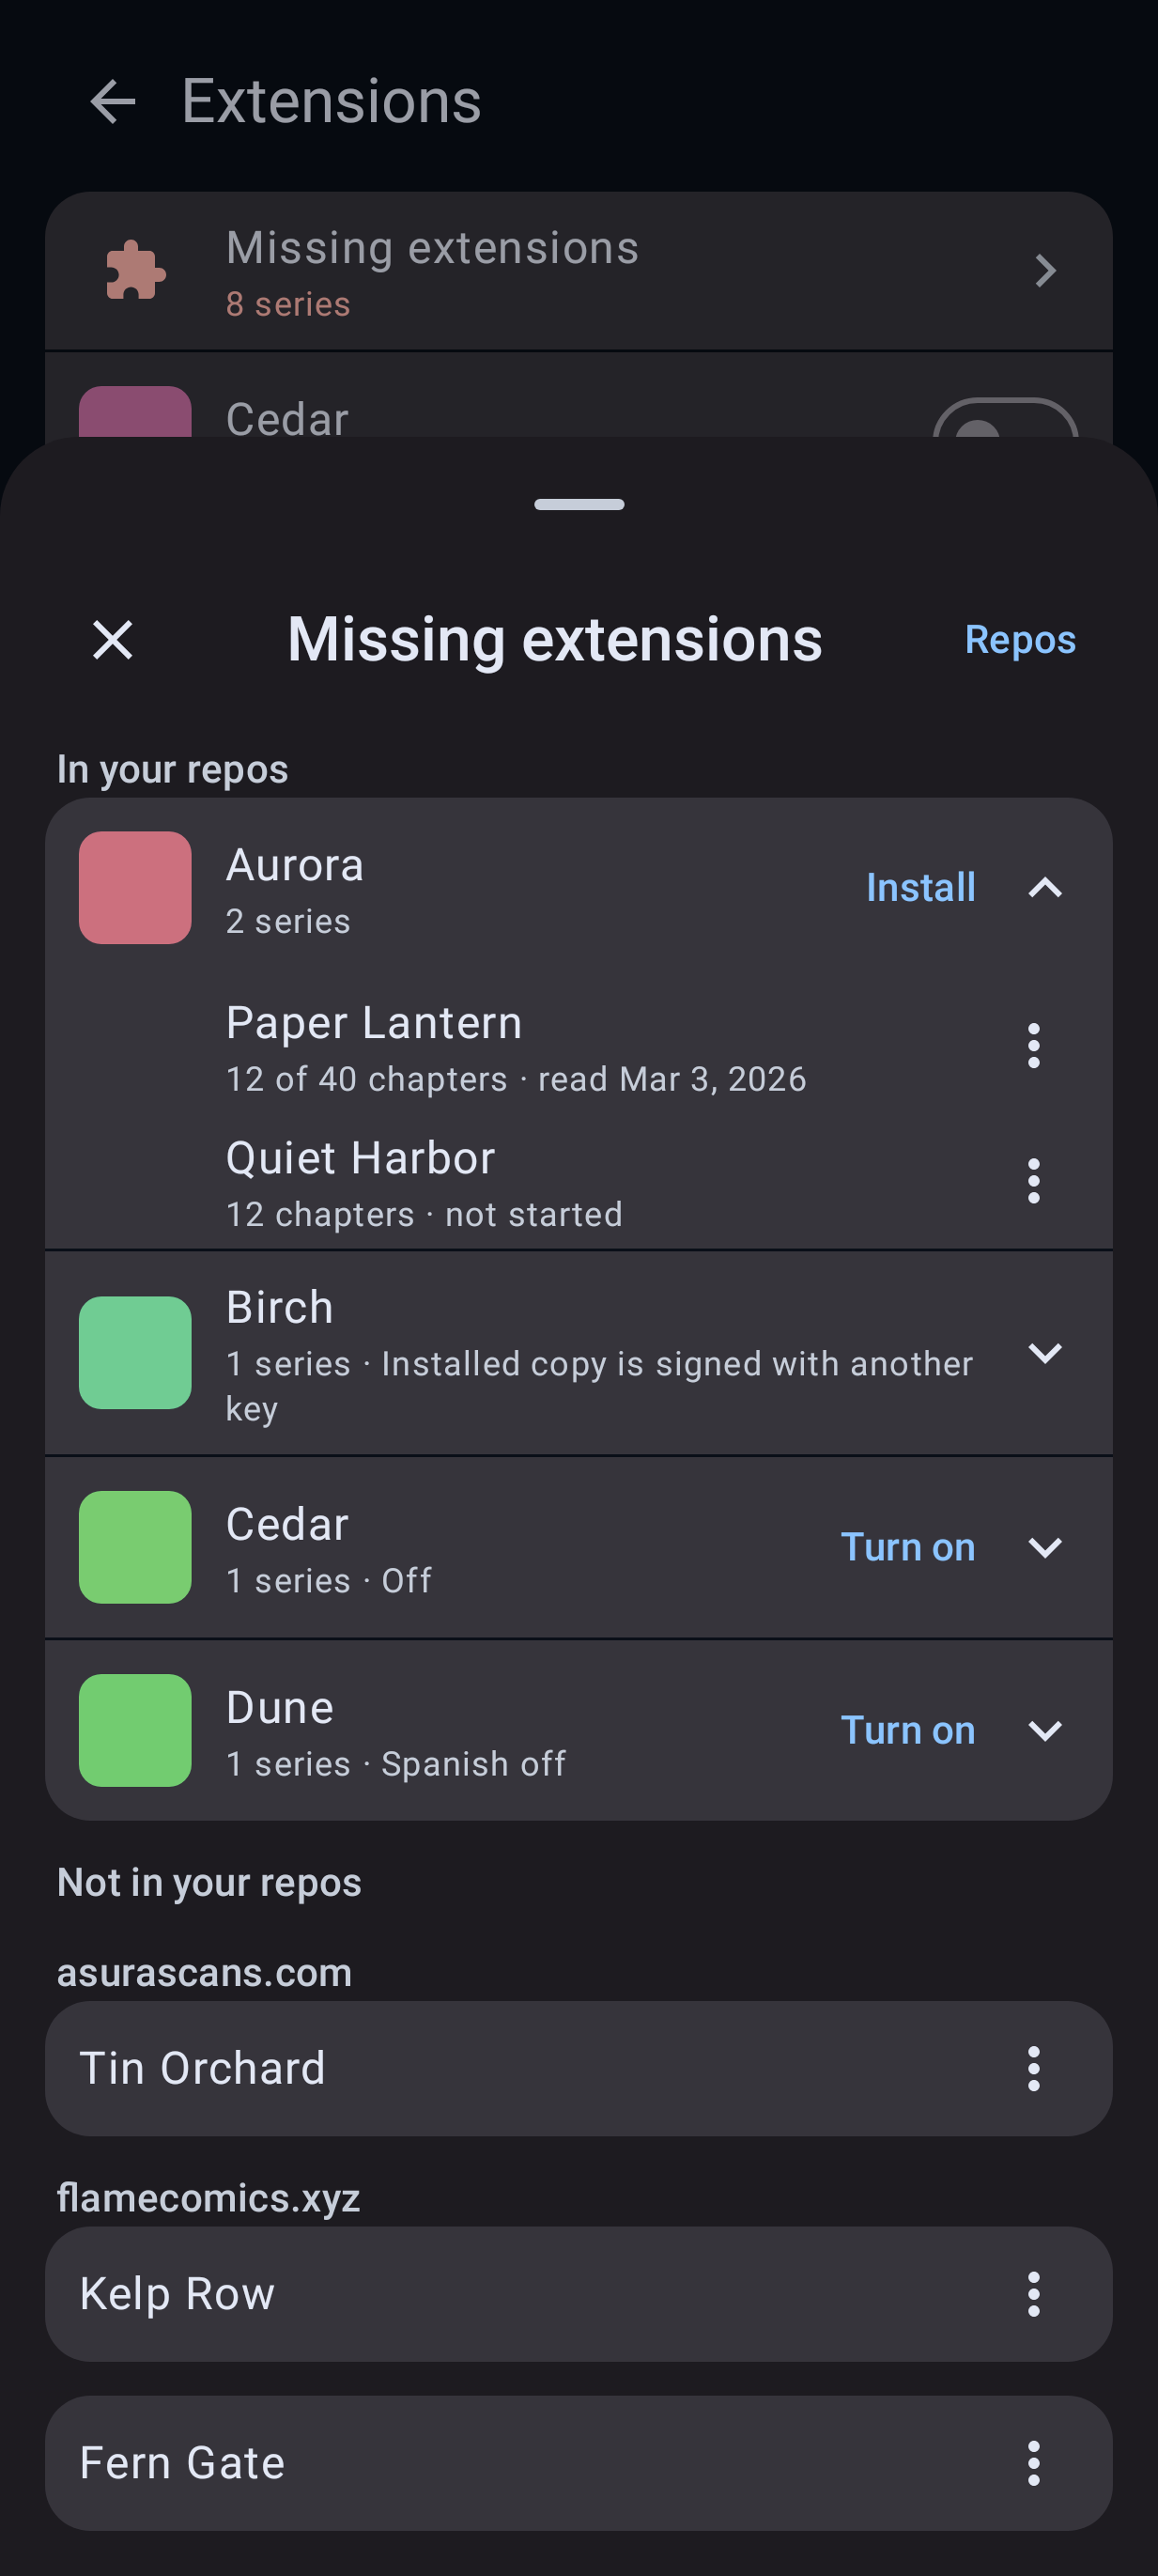 Extensions
Missing extensions
8 series
Cedar
Missing extensions
Repos
In your repos
Aurora
2 series
Install
Paper Lantern
12 of 40 chapters · read Mar 3, 2026
Quiet Harbor
12 chapters · not started
Birch
1 series · Installed copy is signed with another
key
Cedar
1 series · Off
Turn on
Dune
1 series · Spanish off
Turn on
Not in your repos
asurascans.com
Tin Orchard
flamecomics.xyz
Kelp Row
Fern Gate